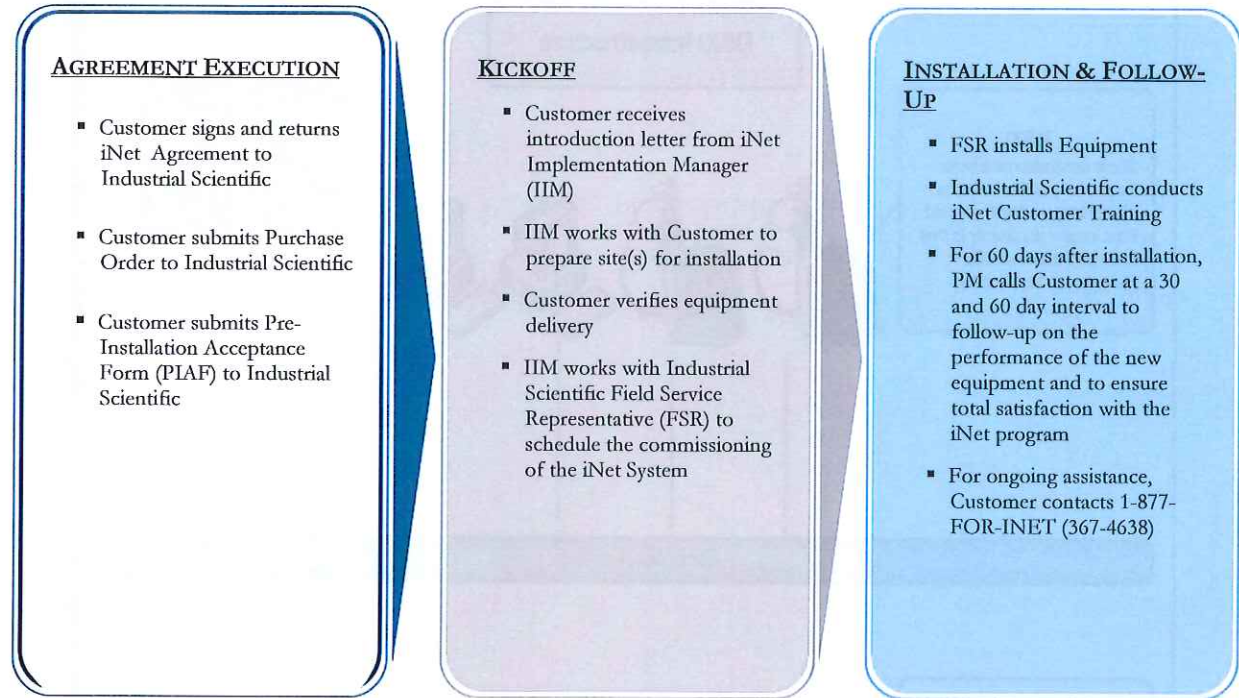 AGREEMENT EXECUTION
▪ Customer signs and returns
iNet Agreement to
Industrial Scientific
▪ Customer submits Purchase
Order to Industrial Scientific
▪ Customer submits Pre-
Installation Acceptance
Form (PIAF) to Industrial
Scientific
KICKOFF
▪ Customer receives
introduction letter from iNet
Implementation Manager
(IIM)
▪ IIM works with Customer to
prepare site(s) for installation
▪ Customer verifies equipment
delivery
▪ IIM works with Industrial
Scientific Field Service
Representative (FSR) to
schedule the commissioning
of the iNet System
INSTALLATION & FOLLOW-
UP
▪ FSR installs Equipment
▪ Industrial Scientific conducts
iNet Customer Training
▪ For 60 days after installation,
PM calls Customer at a 30
and 60 day interval to
follow-up on the
performance of the new
equipment and to ensure
total satisfaction with the
iNet program
▪ For ongoing assistance,
Customer contacts 1-877-
FOR-INET (367-4638)